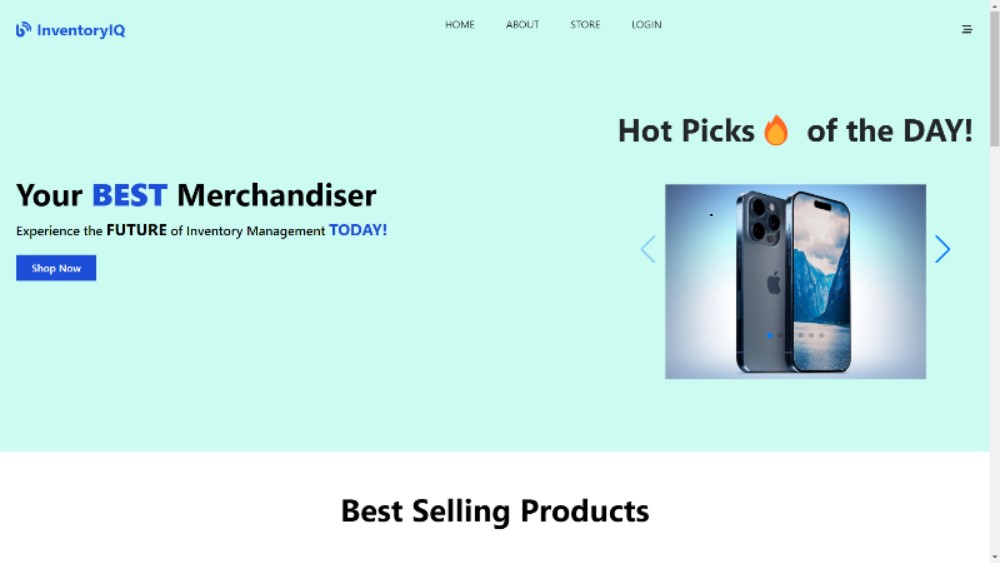 InventoryIQ
HOME ABOUT STORE LOGIN
Hot Picks🔥 of the DAY!
Your BEST Merchandiser
Experience the FUTURE of Inventory Management TODAY!
Shop Now
Best Selling Products